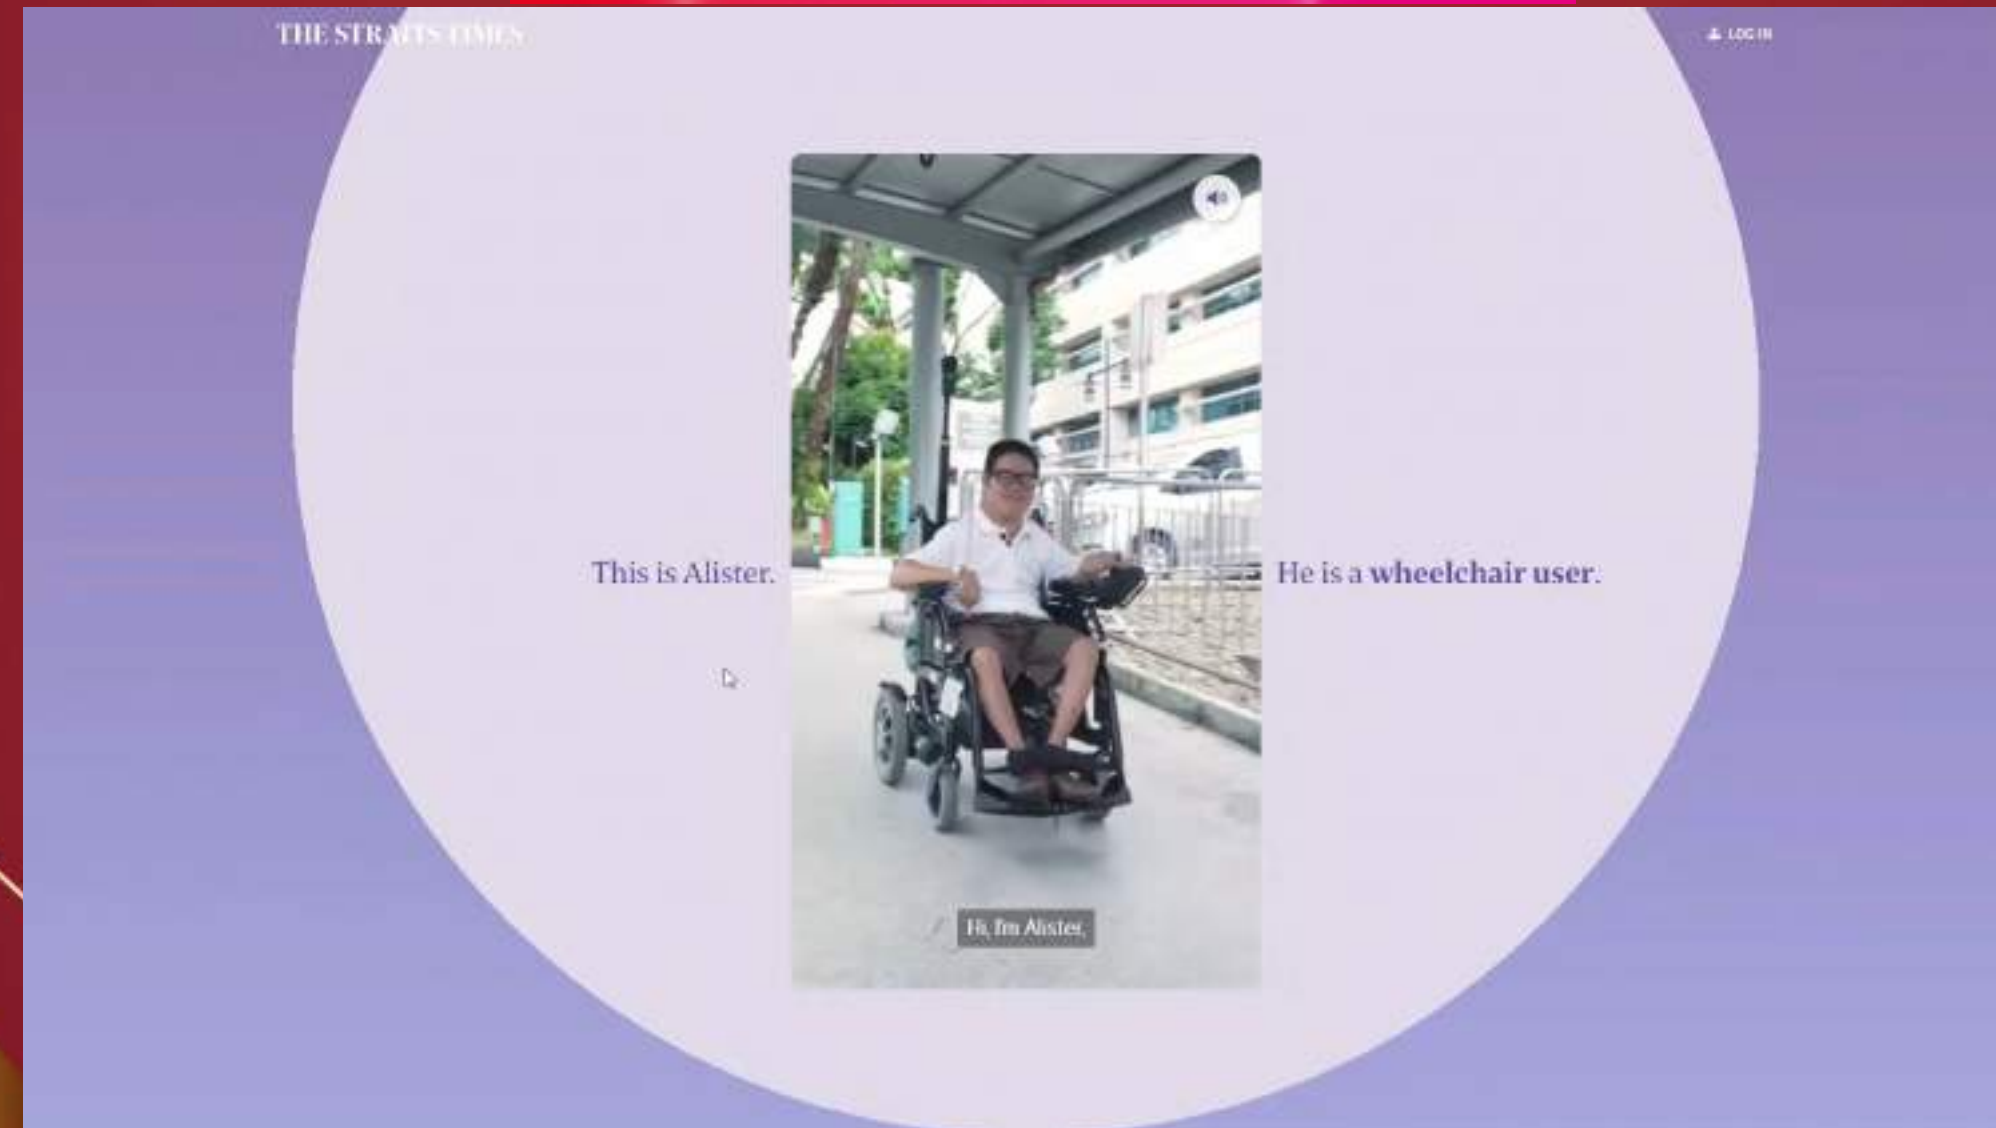 THE STRAITS TIMES
LOG IN
This is Alister.
He is a wheelchair user.
Hi, I'm Alister,